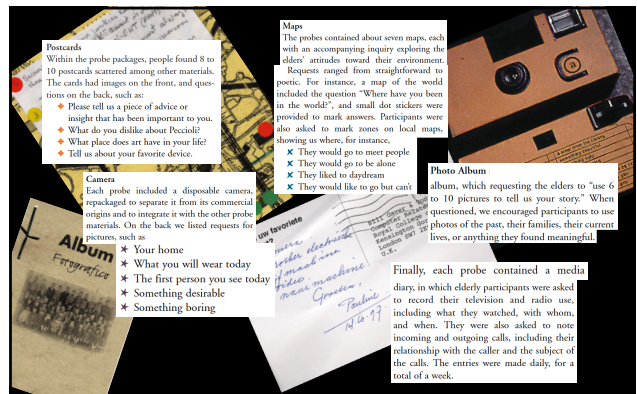 Postcards
Within the probe packages, people found 8 to
10 postcards scattered among other materials.
The cards had images on the front, and ques-
tions on the back, such as:
❖ Please tell us a piece of advice or
insight that has been important to you.
❖ What do you dislike about Peccioli?
❖ What place does art have in your life?
❖ Tell us about your favorite device.
Maps
The probes contained about seven maps, each
with an accompanying inquiry exploring the
elders' attitudes toward their environment.
Requests ranged from straightforward to
poetic. For instance, a map of the world
included the question "Where have you been
in the world?", and small dot stickers were
provided to mark answers. Participants were
also asked to mark zones on local maps,
showing us where, for instance,
✖ They would go to meet people
✖ They would go to be alone
✖ They liked to daydream
✖ They would like to go but can't
Camera
Each probe included a disposable camera,
repackaged to separate it from its commercial
origins and to integrate it with the other probe
materials. On the back we listed requests for
pictures, such as
★ Your home
★ What you will wear today
★ The first person you see today
★ Something desirable
★ Something boring
Photo Album
album, which requesting the elders to "use 6
to 10 pictures to tell us your story." When
questioned, we encouraged participants to use
photos of the past, their families, their current
lives, or anything they found meaningful.
Finally, each probe contained a media
diary, in which elderly participants were asked
to record their television and radio use,
including what they watched, with whom,
and when. They were also asked to note
incoming and outgoing calls, including their
relationship with the caller and the subject of
the calls. The entries were made daily, for a
total of a week.
Album
Fotografico
uw favoriete
video.
naar machine
Groeten,
Pauline
Royal College
London SW7
U.K.